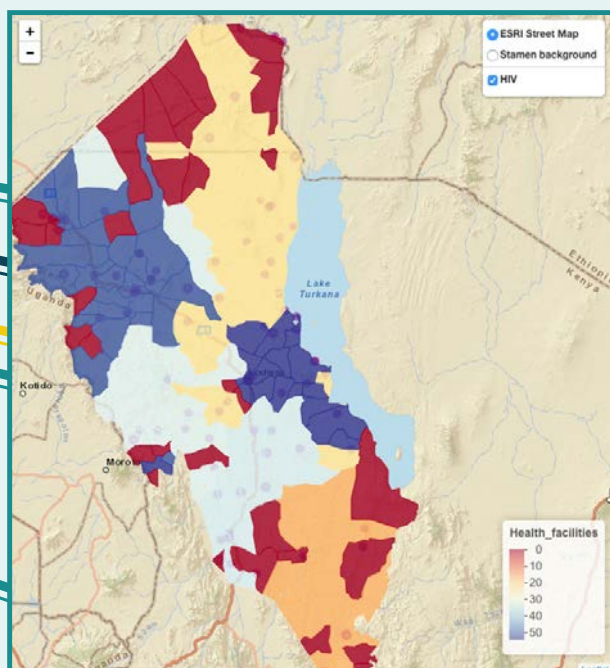 +
−
ESRI Street Map
Stamen background
HIV
Ethiopia
Kenya
Lake
Turkana
Uganda
Kotido
Moroto
Health_facilities
0
10
20
30
40
50